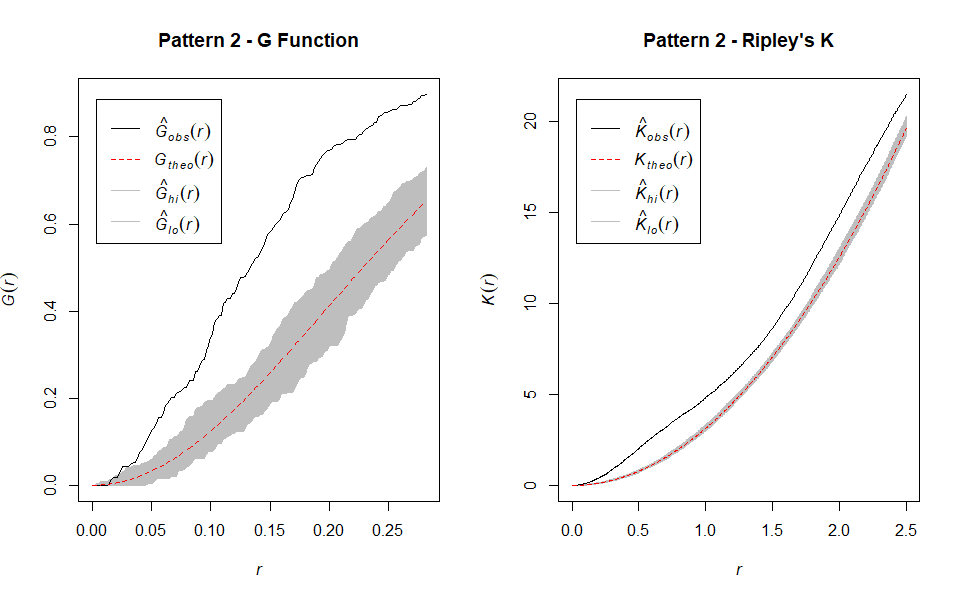 Pattern 2 - G Function
Ĝobs(r)
Gtheo(r)
Ĝhi(r)
Ĝlo(r)
G(r)
0.0
0.2
0.4
0.6
0.8
0.00 0.05 0.10 0.15 0.20 0.25
r
Pattern 2 - Ripley's K
K̂obs(r)
Ktheo(r)
K̂hi(r)
K̂lo(r)
K(r)
0
5
10
15
20
0.0 0.5 1.0 1.5 2.0 2.5
r